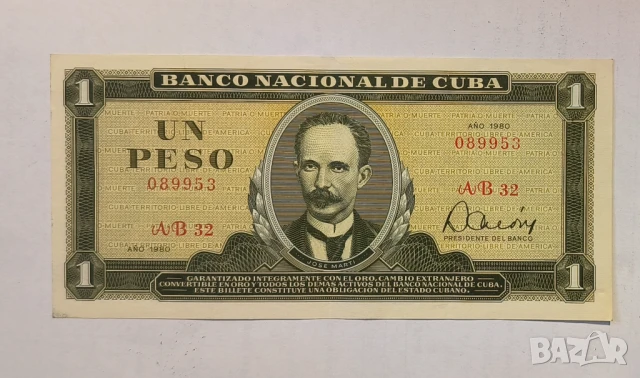 BANCO NACIONAL DE CUBA
1
1
UN
PESO
PATRIA O MUERTE
CUBA TERRITORIO LIBRE DE AMERICA
AÑO 1980
089953
089953
AB 32
AB 32
AÑO 1980
PRESIDENTE DEL BANCO
JOSE MARTI
1
1
GARANTIZADO INTEGRAMENTE CON EL ORO, CAMBIO EXTRANJERO
CONVERTIBLE EN ORO Y TODOS LOS DEMAS ACTIVOS DEL BANCO NACIONAL DE CUBA.
ESTE BILLETE CONSTITUYE UNA OBLIGACION DEL ESTADO CUBANO.
BAZAR